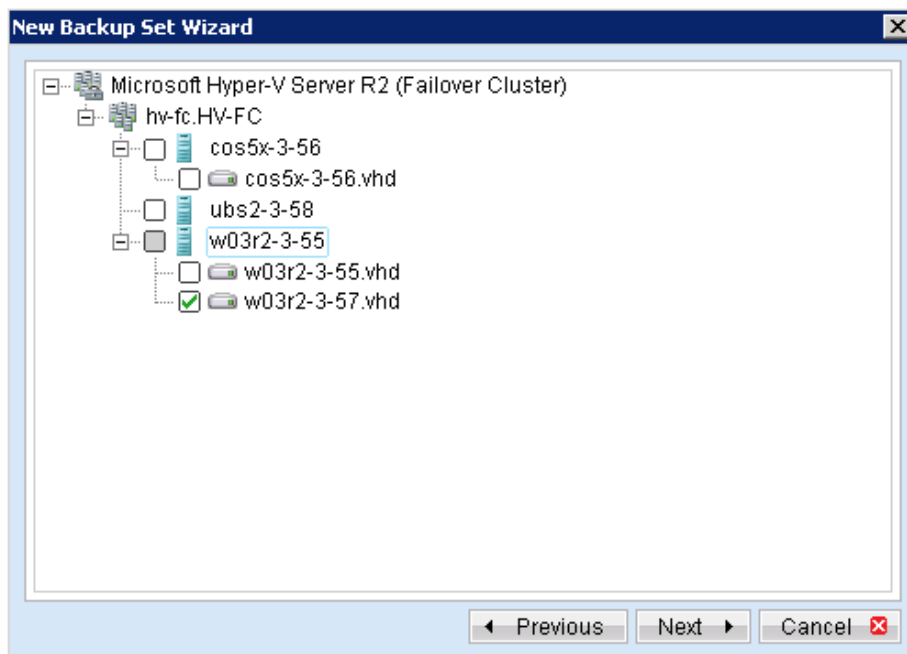 New Backup Set Wizard
Microsoft Hyper-V Server R2 (Failover Cluster)
hv-fc.HV-FC
cos5x-3-56
cos5x-3-56.vhd
ubs2-3-58
w03r2-3-55
w03r2-3-55.vhd
w03r2-3-57.vhd
Previous Next Cancel